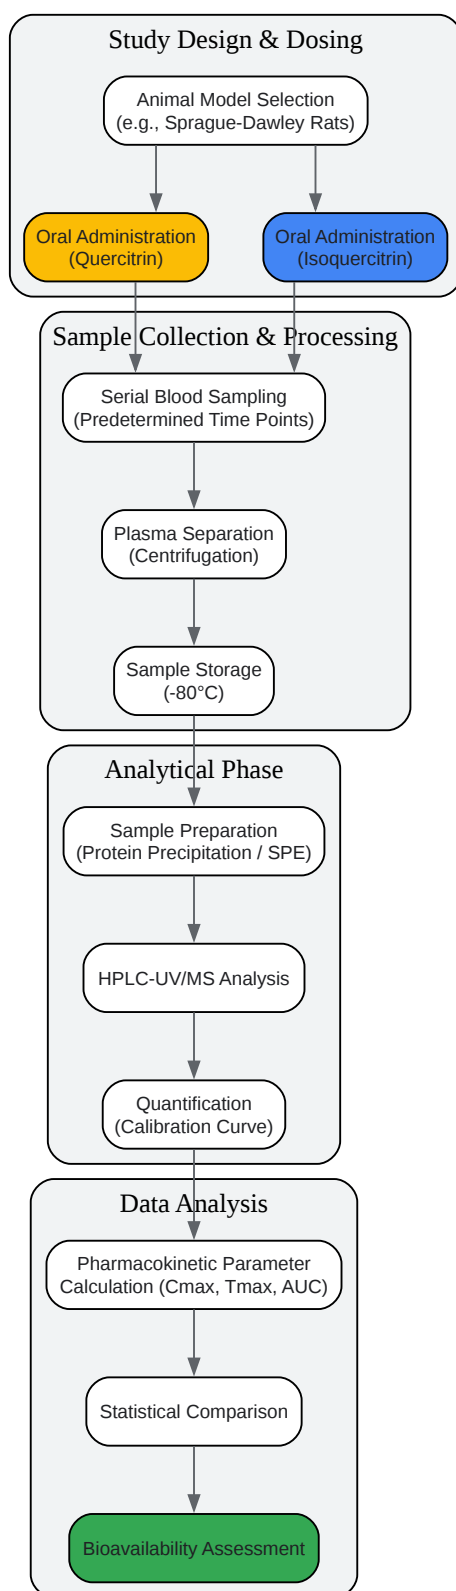 Study Design & Dosing
Animal Model Selection
(e.g., Sprague-Dawley Rats)
Oral Administration
(Quercitrin)
Oral Administration
(Isoquercitrin)
Sample Collection & Processing
Serial Blood Sampling
(Predetermined Time Points)
Plasma Separation
(Centrifugation)
Sample Storage
(-80°C)
Analytical Phase
Sample Preparation
(Protein Precipitation / SPE)
HPLC-UV/MS Analysis
Quantification
(Calibration Curve)
Data Analysis
Pharmacokinetic Parameter
Calculation (Cmax, Tmax, AUC)
Statistical Comparison
Bioavailability Assessment